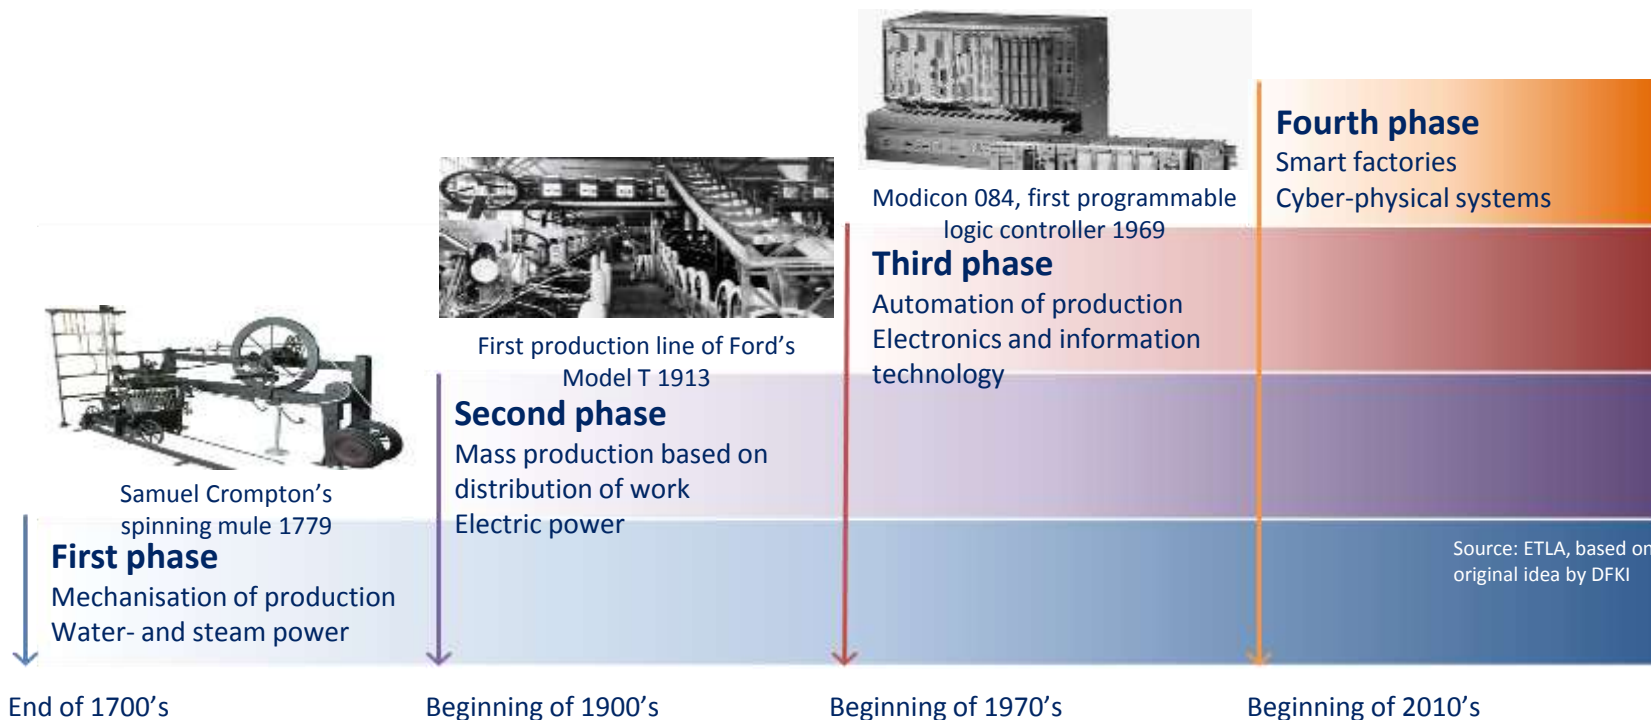 Samuel Crompton's
spinning mule 1779
First phase
Mechanisation of production
Water- and steam power
End of 1700's
First production line of Ford's
Model T 1913
Second phase
Mass production based on
distribution of work
Electric power
Beginning of 1900's
Modicon 084, first programmable
logic controller 1969
Third phase
Automation of production
Electronics and information
technology
Beginning of 1970's
Fourth phase
Smart factories
Cyber-physical systems
Beginning of 2010's
Source: ETLA, based on
original idea by DFKI